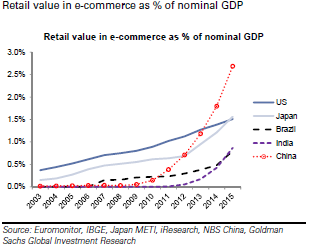 Retail value in e-commerce as % of nominal GDP
Retail value in e-commerce as % of nominal GDP
3.0%
2.5%
2.0%
1.5%
1.0%
0.5%
0.0%
US
Japan
Brazil
India
China
2003 2004 2005 2006 2007 2008 2009 2010 2011 2012 2013 2014 2015
Source: Euromonitor, IBGE, Japan METI, iResearch, NBS China, Goldman
Sachs Global Investment Research